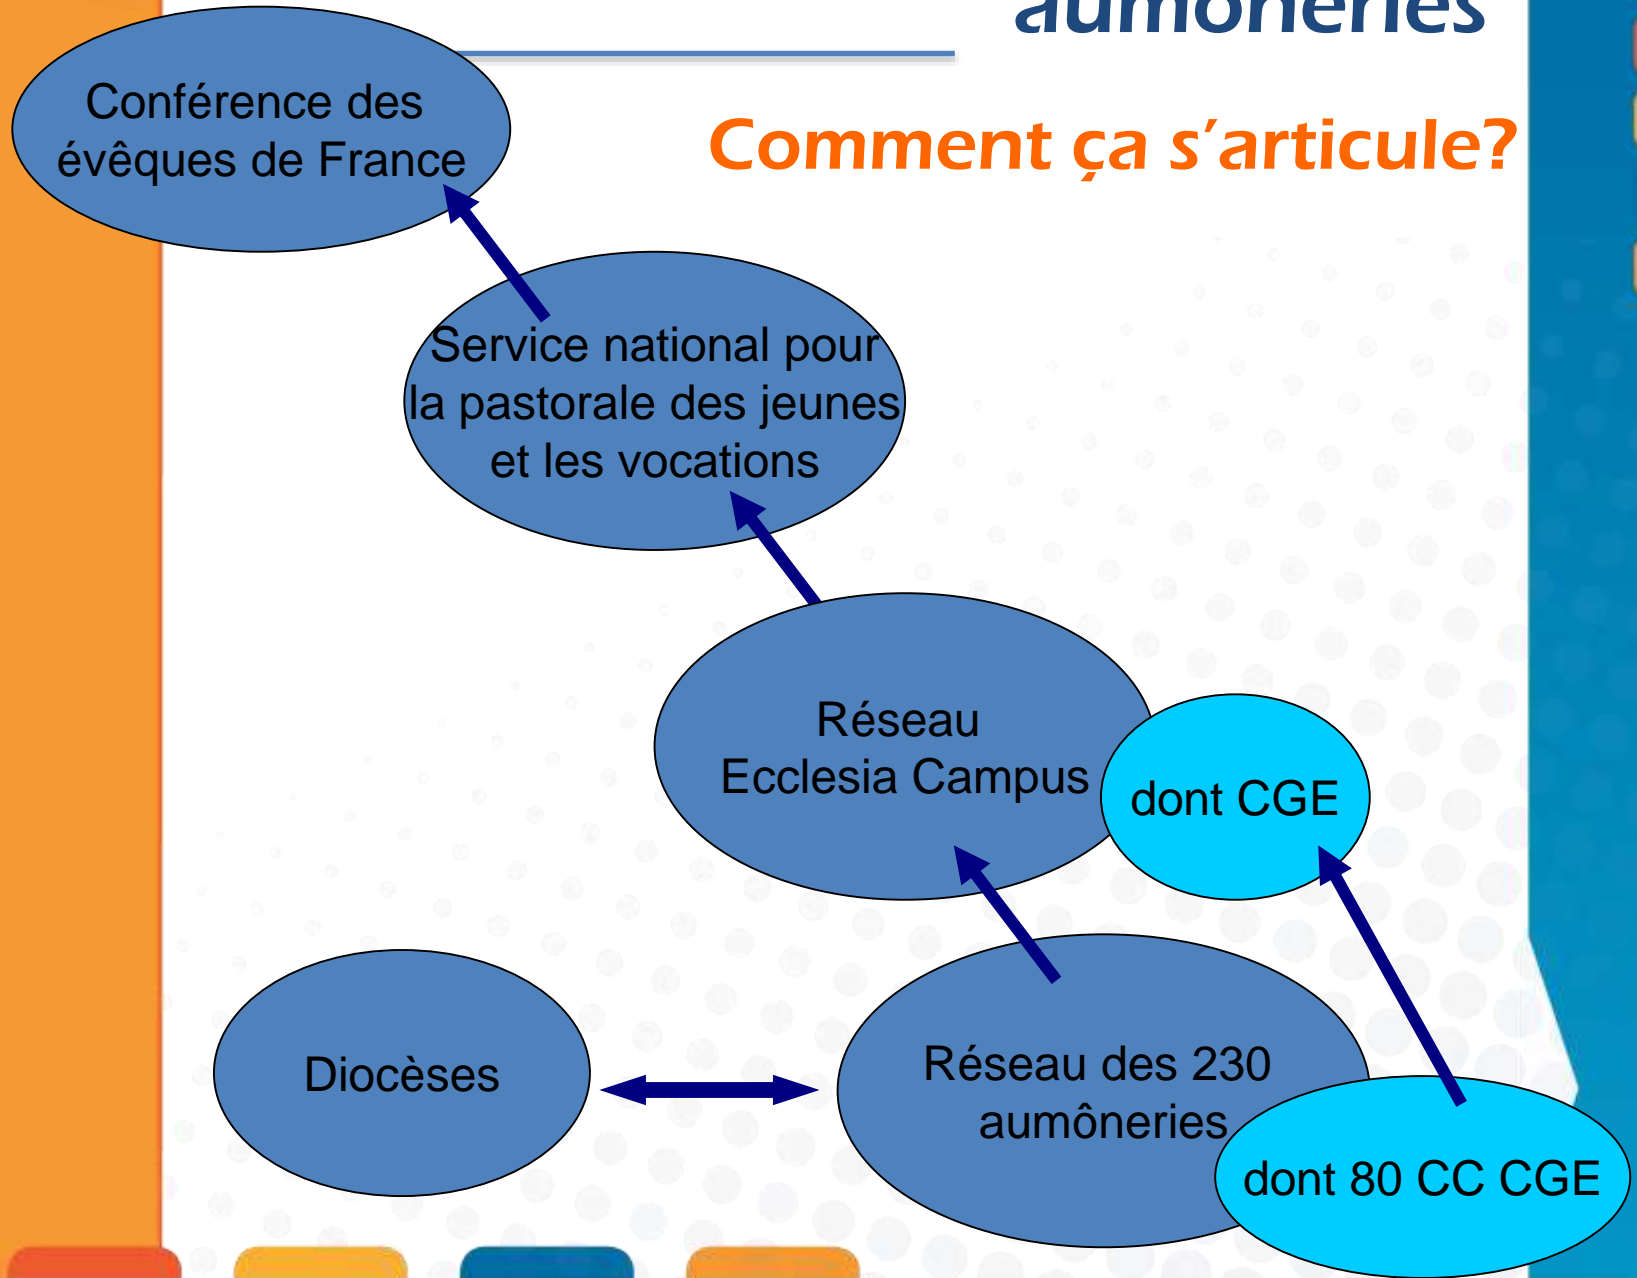 aumôneries
Comment ça s’articule?
Conférence des
évêques de France
Service national pour
la pastorale des jeunes
et les vocations
Réseau
Ecclesia Campus
dont CGE
Diocèses
Réseau des 230
aumôneries
dont 80 CC CGE